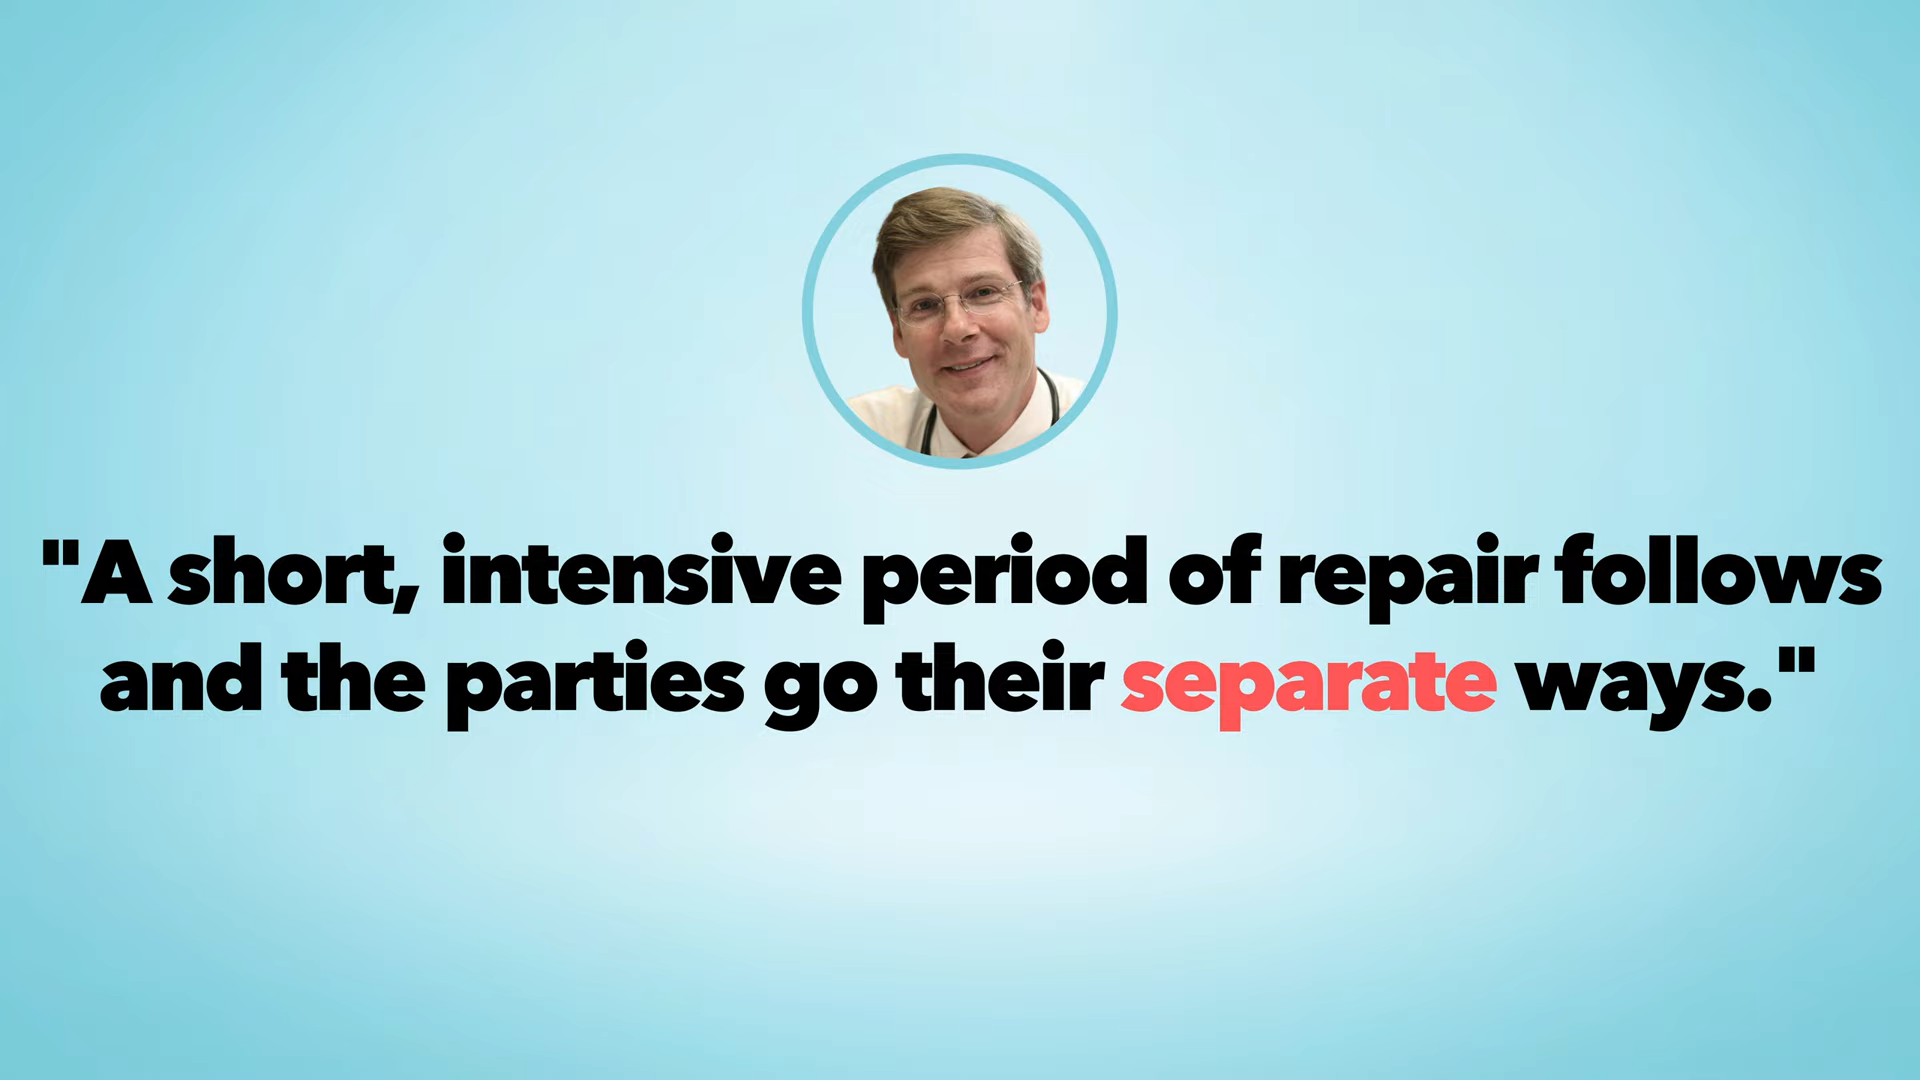 "A short, intensive period of repair follows
and the parties go their separate ways."